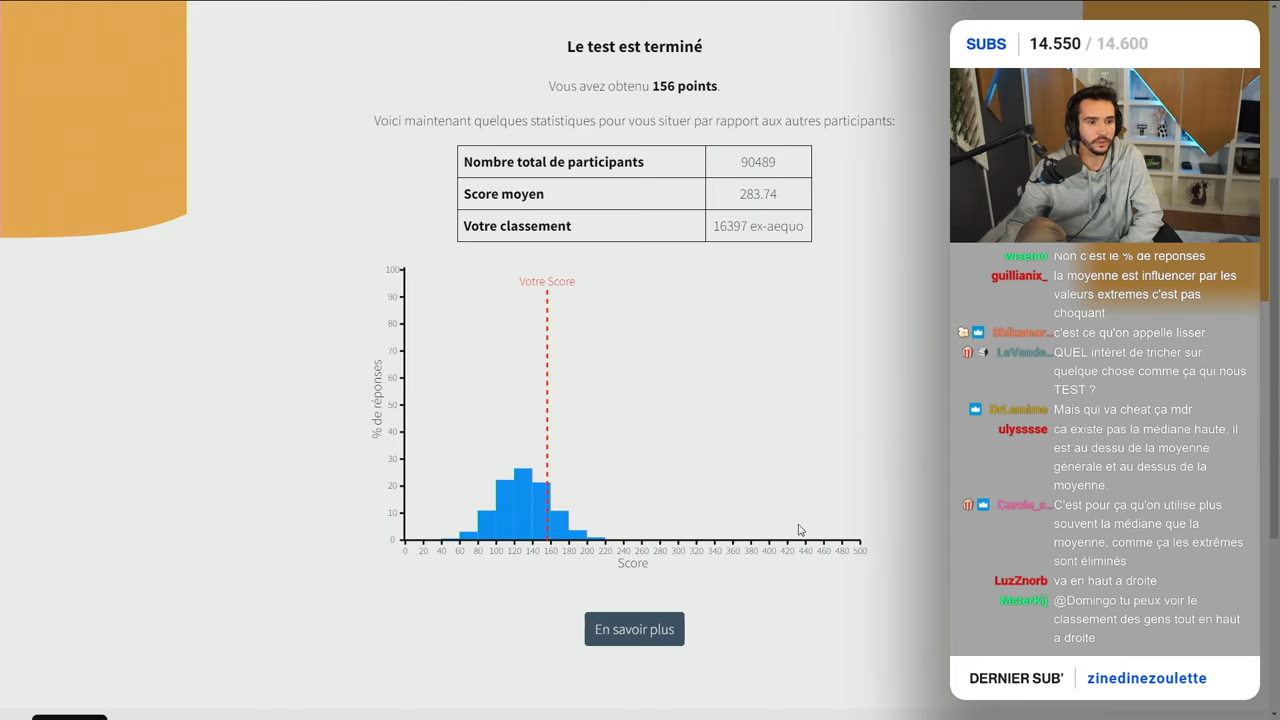 Le test est terminé
Vous avez obtenu 156 points.
Voici maintenant quelques statistiques pour vous situer par rapport aux autres participants:
Nombre total de participants 90489
Score moyen 283.74
Votre classement 16397 ex-aequo
Votre Score
% de réponses
100
90
80
70
60
50
40
30
20
10
0
0 20 40 60 80 100 120 140 160 180 200 220 240 260 280 300 320 340 360 380 400 420 440 460 480 500
Score
En savoir plus
SUBS 14.550 / 14.600
Non c'est le % de reponses
guillianix_ la moyenne est influencer par les
valeurs extremes c'est pas
choquant
c'est ce qu'on appelle lisser
LeVende... QUEL intéret de tricher sur
quelque chose comme ça qui nous
TEST ?
DrLemime Mais qui va cheat ça mdr
ulysssse ca existe pas la médiane haute, il
est au dessu de la moyenne
générale et au dessus de la
moyenne.
Carole_s... C'est pour ça qu'on utilise plus
souvent la médiane que la
moyenne, comme ça les extrêmes
sont éliminés
LuzZnorb va en haut a droite
MsterKij @Domingo tu peux voir le
classement des gens tout en haut
a droite
DERNIER SUB' zinedinezoulette